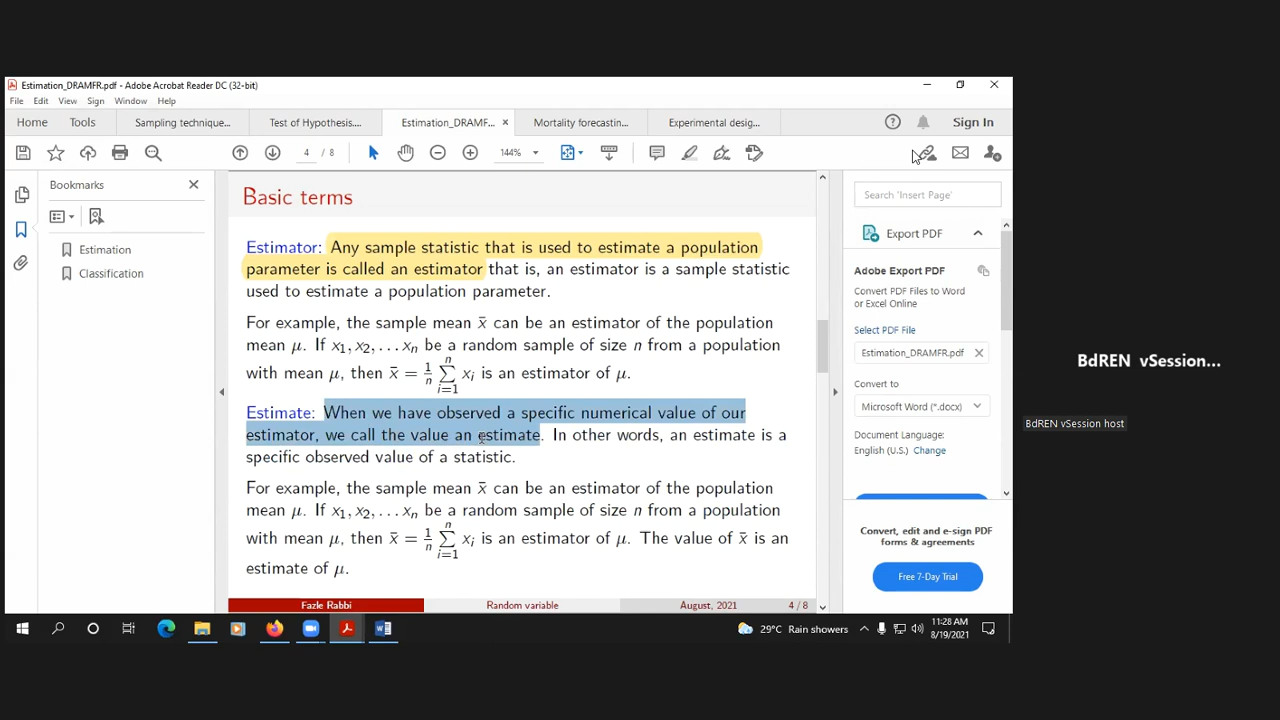 Estimation_DRAMFR.pdf - Adobe Acrobat Reader DC (32-bit)
File Edit View Sign Window Help
Home Tools Sampling technique... Test of Hypothesis.... Estimation_DRAMF... × Mortality forecastin... Experimental desig... Sign In
4 / 8 144%
Bookmarks
Estimation
Classification
Basic terms
Estimator: Any sample statistic that is used to estimate a population
parameter is called an estimator that is, an estimator is a sample statistic
used to estimate a population parameter.
For example, the sample mean x̄ can be an estimator of the population
mean μ. If x₁, x₂, . . . xₙ be a random sample of size n from a population
with mean μ, then x̄ = 1/n ∑ⁿᵢ₌₁ xᵢ is an estimator of μ.
Estimate: When we have observed a specific numerical value of our
estimator, we call the value an estimate. In other words, an estimate is a
specific observed value of a statistic.
For example, the sample mean x̄ can be an estimator of the population
mean μ. If x₁, x₂, . . . xₙ be a random sample of size n from a population
with mean μ, then x̄ = 1/n ∑ⁿᵢ₌₁ xᵢ is an estimator of μ. The value of x̄ is an
estimate of μ.
Fazle Rabbi Random variable August, 2021 4 / 8
Search 'Insert Page'
Export PDF
Adobe Export PDF
Convert PDF Files to Word
or Excel Online
Select PDF File
Estimation_DRAMFR.pdf ×
Convert to
Microsoft Word (*.docx)
Document Language:
English (U.S.) Change
Convert, edit and e-sign PDF
forms & agreements
Free 7-Day Trial
29°C Rain showers
11:28 AM
8/19/2021
BdREN vSession...
BdREN vSession host